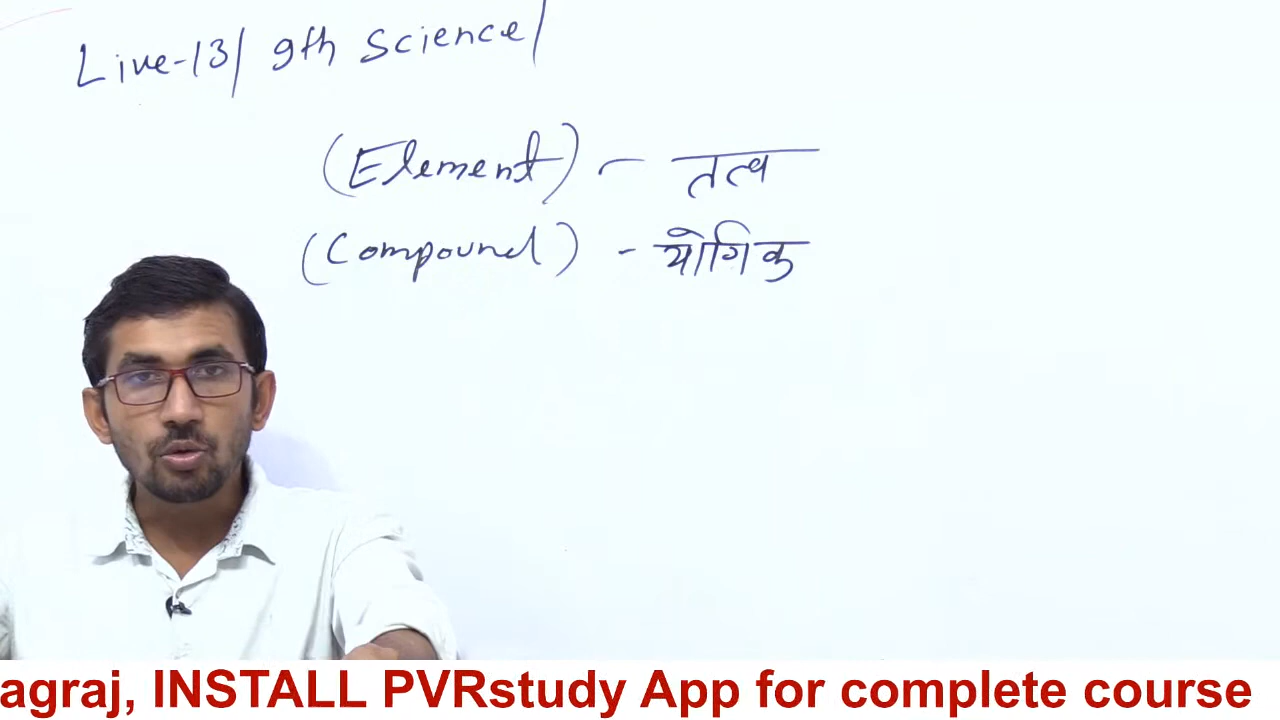 Live-13/ 9th Science/
(Element) - तत्व
(Compound) - योगिक
agraj, INSTALL PVRstudy App for complete course